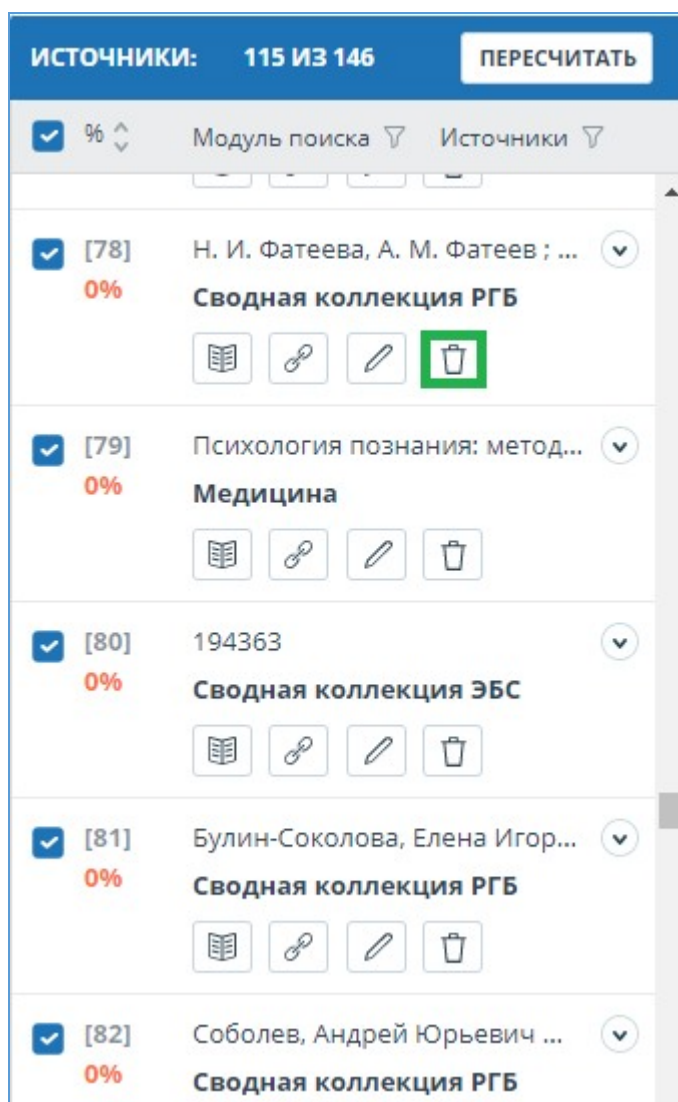 ИСТОЧНИКИ: 115 ИЗ 146 ПЕРЕСЧИТАТЬ
% Модуль поиска Источники
[78] Н. И. Фатеева, А. М. Фатеев ; ...
0% Сводная коллекция РГБ
[79] Психология познания: метод...
0% Медицина
[80] 194363
0% Сводная коллекция ЭБС
[81] Булин-Соколова, Елена Игор...
0% Сводная коллекция РГБ
[82] Соболев, Андрей Юрьевич ...
0% Сводная коллекция РГБ